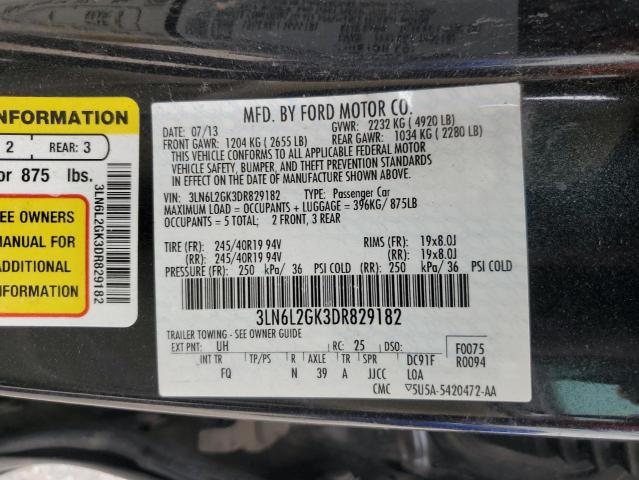 NFORMATION
2 REAR: 3
or 875 lbs.
EE OWNERS
MANUAL FOR
ADDITIONAL
NFORMATION
3LN6L2GK3DR829182
MFD. BY FORD MOTOR CO.
DATE: 07/13 GVWR: 2232 KG ( 4920 LB)
FRONT GAWR: 1204 KG ( 2655 LB) REAR GAWR: 1034 KG ( 2280 LB)
THIS VEHICLE CONFORMS TO ALL APPLICABLE FEDERAL MOTOR
VEHICLE SAFETY, BUMPER, AND THEFT PREVENTION STANDARDS
IN EFFECT ON THE DATE OF MANUFACTURE SHOWN ABOVE.
VIN: 3LN6L2GK3DR829182 TYPE: Passenger Car
MAXIMUM LOAD = OCCUPANTS + LUGGAGE = 396KG/ 875LB
OCCUPANTS = 5 TOTAL; 2 FRONT, 3 REAR
TIRE (FR): 245/40R19 94V RIMS (FR): 19x8.0J
(RR): 245/40R19 94V (RR): 19x8.0J
PRESSURE (FR): 250 kPa/ 36 PSI COLD (RR): 250 kPa/ 36 PSI COLD
3LN6L2GK3DR829182
TRAILER TOWING - SEE OWNER GUIDE
EXT PNT: UH RC: 25 DSO: F0075
INT TR TP/PS R AXLE TR SPR DC91F R0094
FQ N 39 A JJCC LOA
CMC 5U5A-5420472-AA